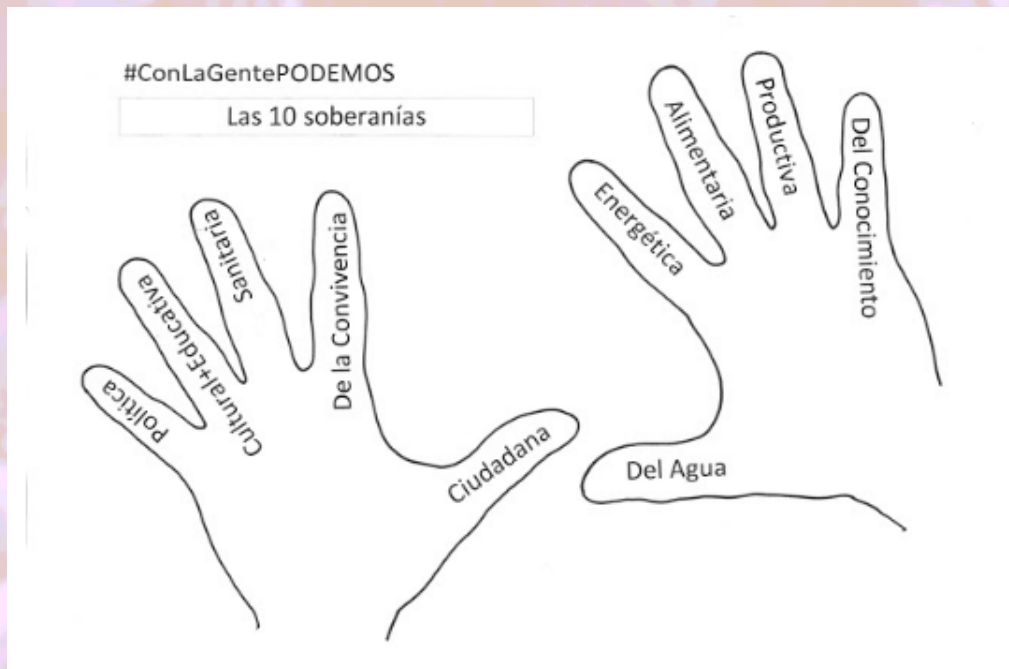 #ConLaGentePODEMOS
Las 10 soberanías
Política
Cultural+Educativa
Sanitaria
De la Convivencia
Ciudadana
Del Agua
Energética
Alimentaria
Productiva
Del Conocimiento